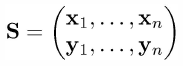 S = ( x₁, . . . , xₙ
y₁, . . . , yₙ )